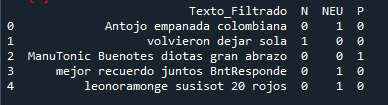 Texto_Filtrado N NEU P
0 Antojo empanada colombiana 0 1 0
1 volvieron dejar sola 1 0 0
2 ManuTonic Buenotes diotas gran abrazo 0 0 1
3 mejor recuerdo juntos BntResponde 0 1 0
4 leonoramonge susisot 20 rojos 0 1 0